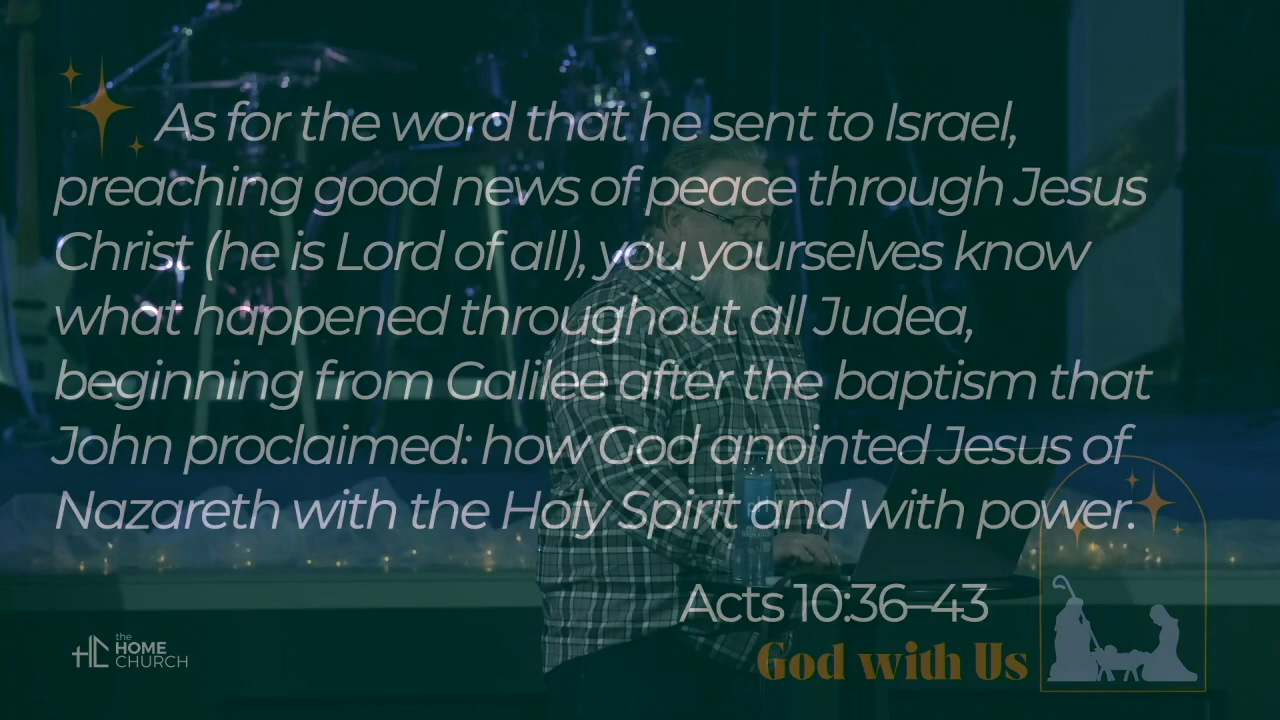 As for the word that he sent to Israel,
preaching good news of peace through Jesus
Christ (he is Lord of all), you yourselves know
what happened throughout all Judea,
beginning from Galilee after the baptism that
John proclaimed: how God anointed Jesus of
Nazareth with the Holy Spirit and with power.
Acts 10:36–43
the
HOME
CHURCH
God with Us